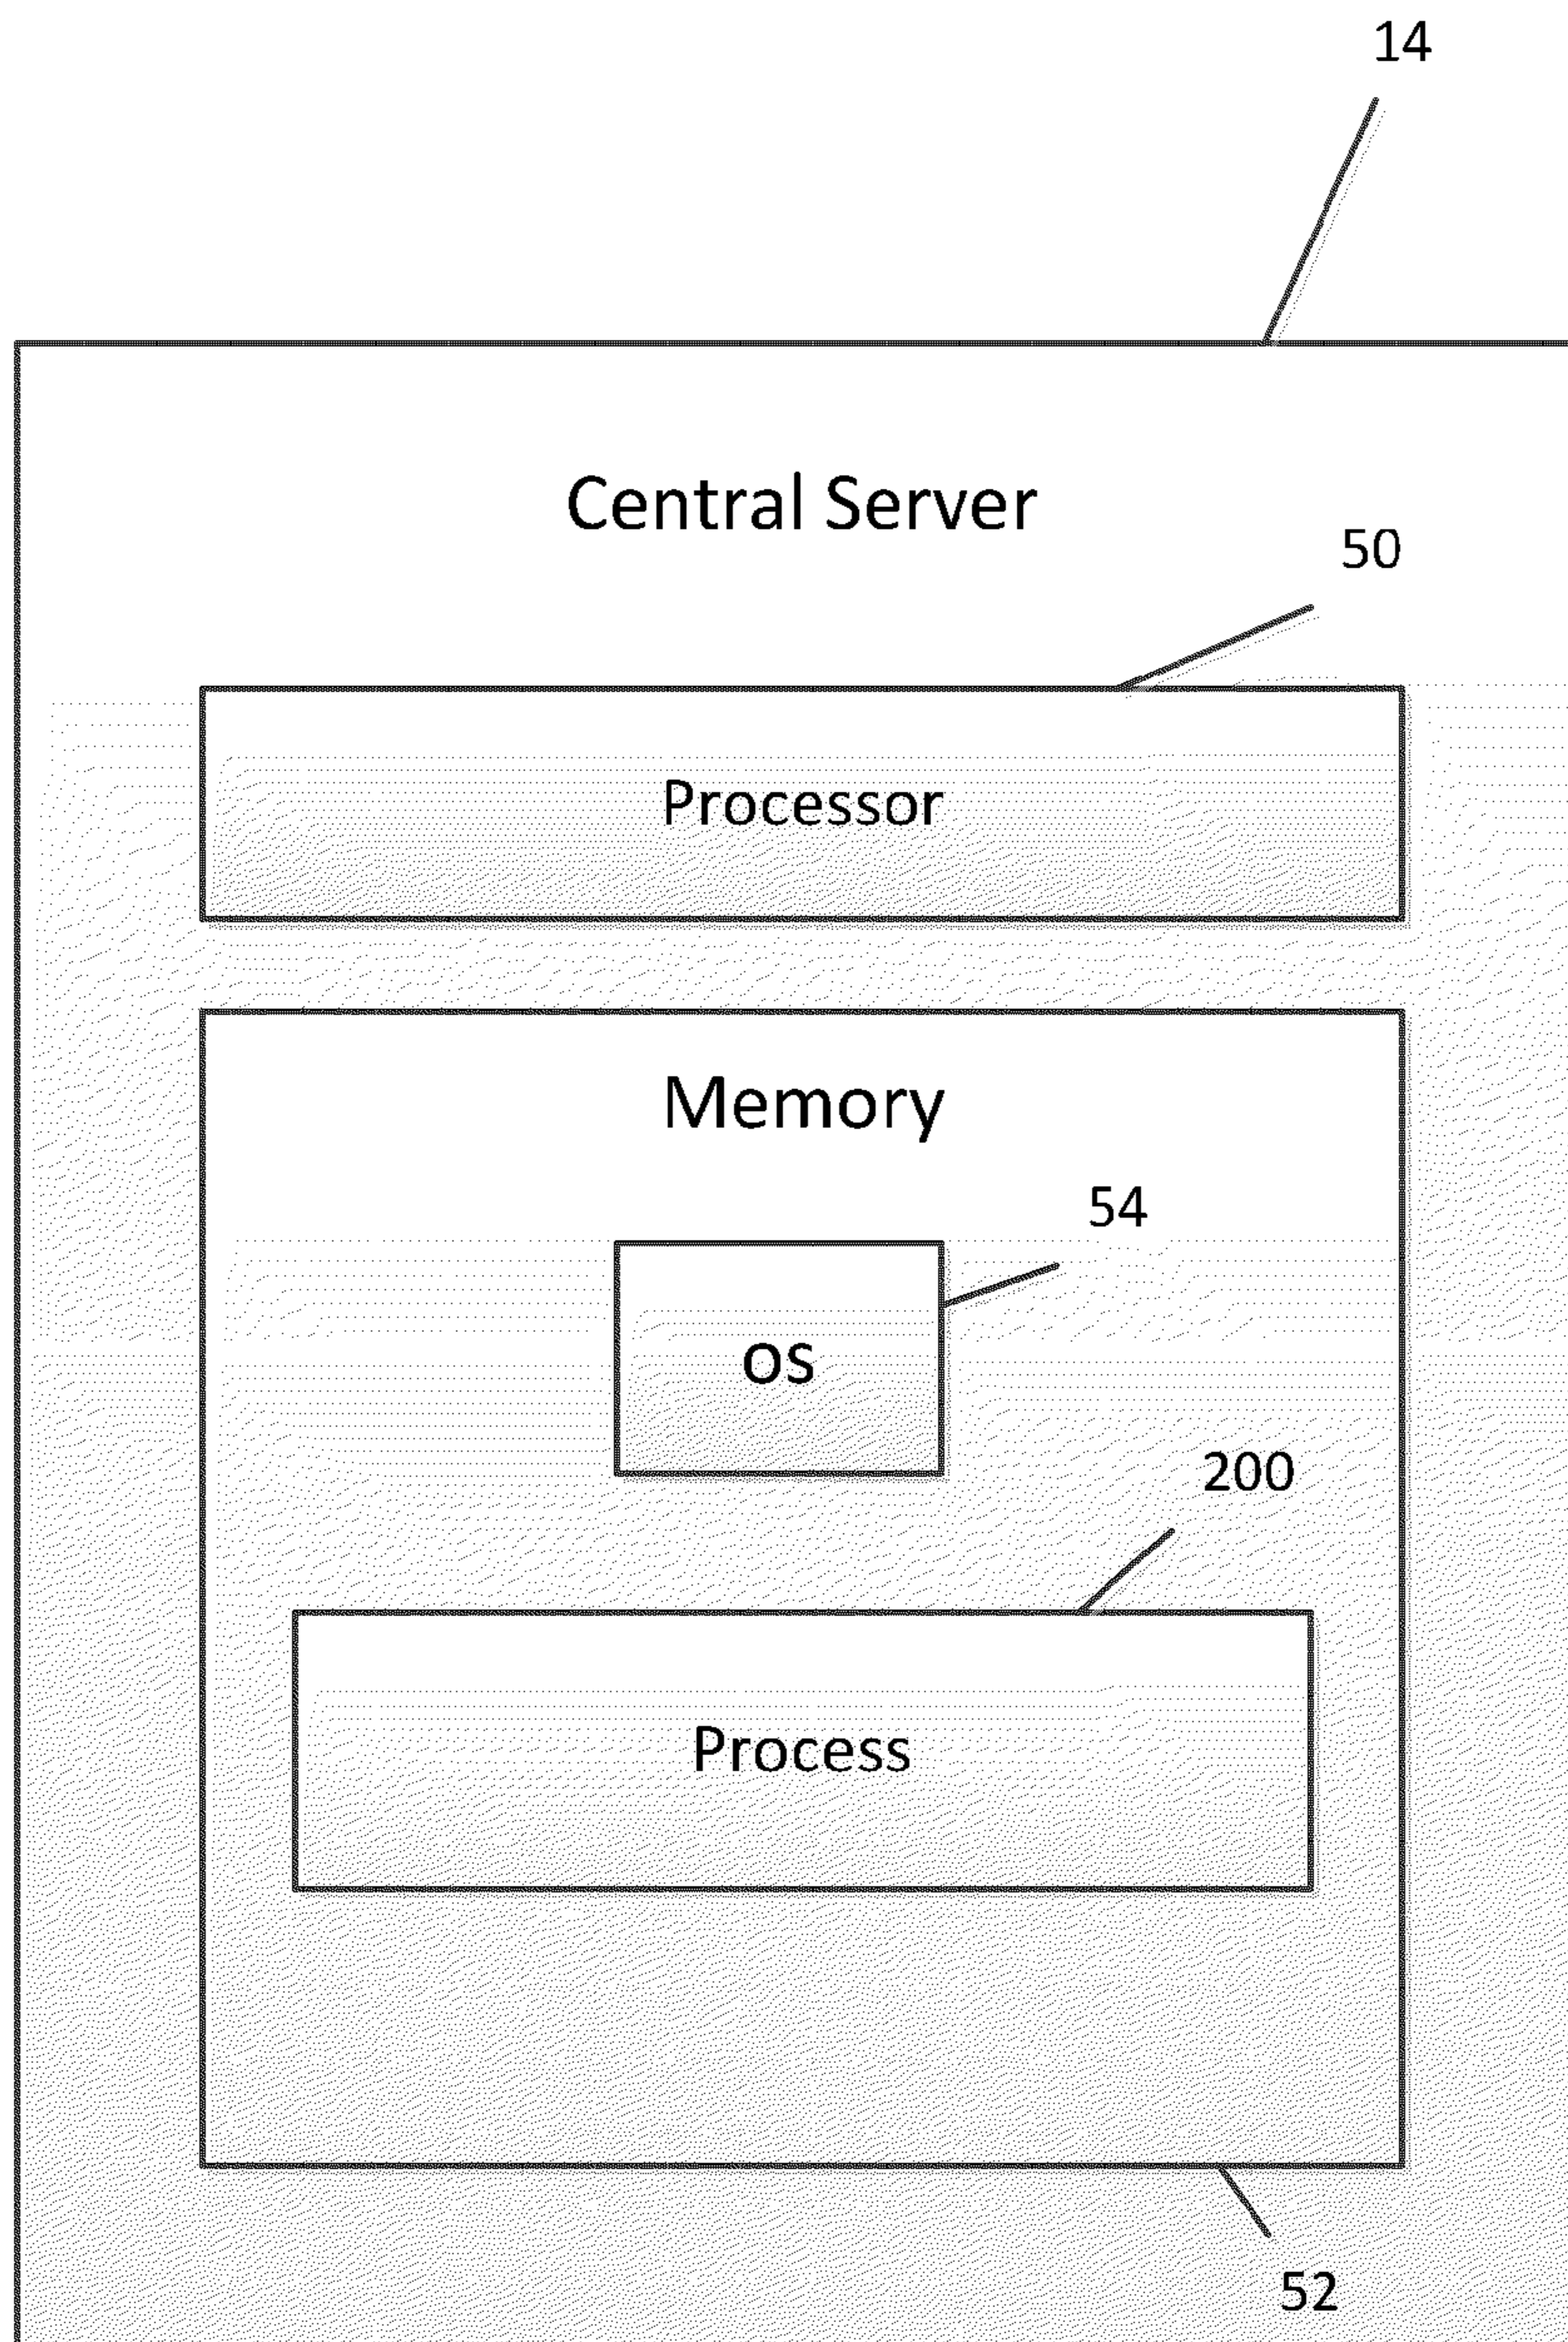 14
Central Server
50
Processor
Memory
54
OS
200
Process
52